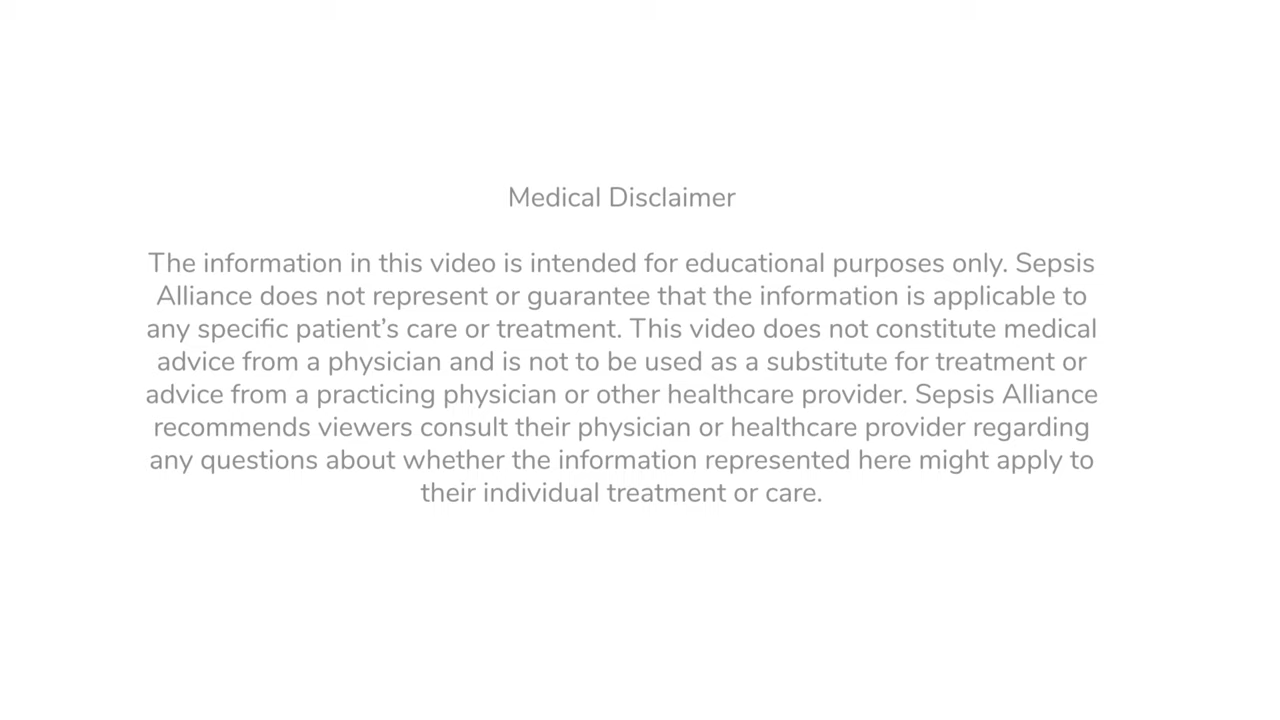 Medical Disclaimer
The information in this video is intended for educational purposes only. Sepsis
Alliance does not represent or guarantee that the information is applicable to
any specific patient’s care or treatment. This video does not constitute medical
advice from a physician and is not to be used as a substitute for treatment or
advice from a practicing physician or other healthcare provider. Sepsis Alliance
recommends viewers consult their physician or healthcare provider regarding
any questions about whether the information represented here might apply to
their individual treatment or care.